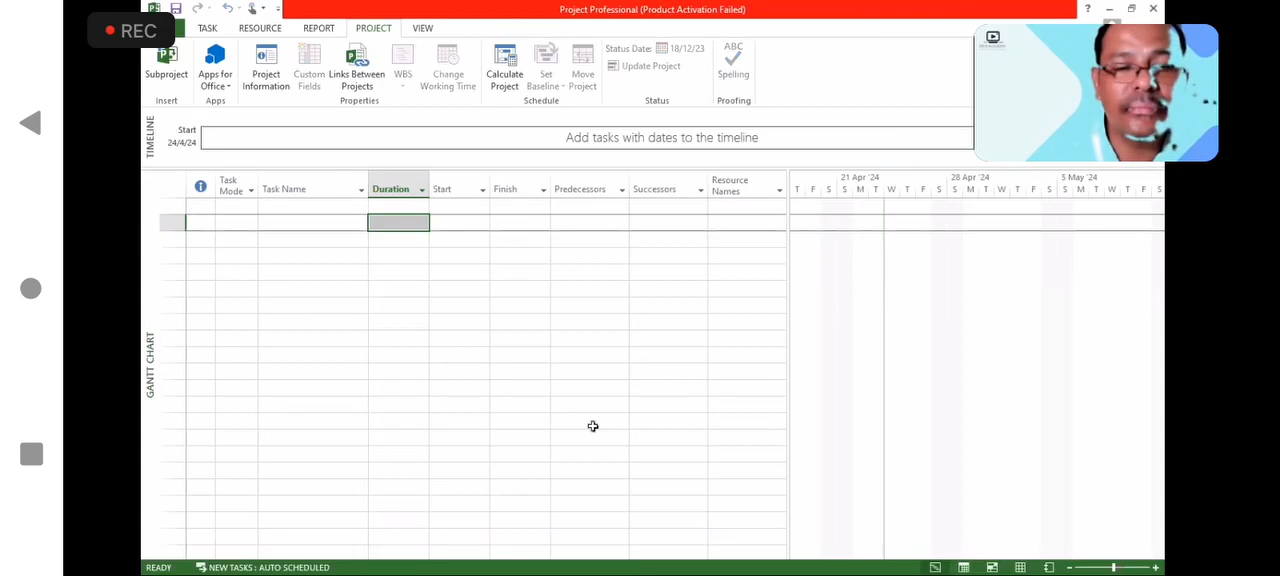 REC
Project Professional (Product Activation Failed)
?
TASK RESOURCE REPORT PROJECT VIEW
Subproject
Apps for Office
Project Information
Custom Fields
Links Between Projects
WBS
Change Working Time
Calculate Project
Set Baseline
Move Project
Status Date: 18/12/23
Update Project
ABC
Spelling
Insert Apps Properties Schedule Status Proofing
TIMELINE
Start
24/4/24
Add tasks with dates to the timeline
Task Mode
Task Name
Duration
Start
Finish
Predecessors
Successors
Resource Names
21 Apr '24 28 Apr '24 5 May '24
T F S S M T W T F S S M T W T F S S M T W T F S
GANTT CHART
READY NEW TASKS : AUTO SCHEDULED